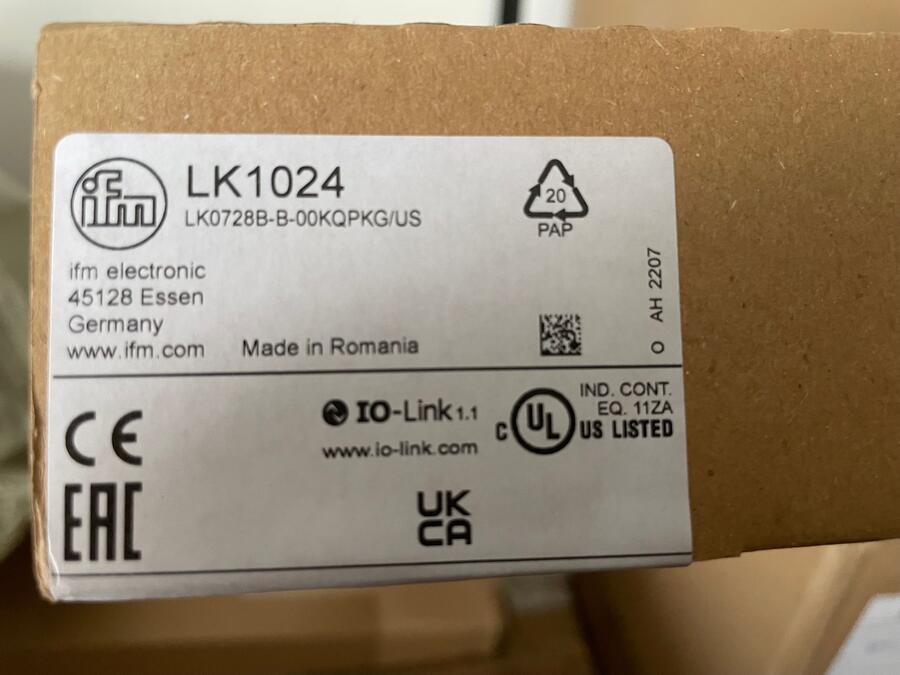 ifm
LK1024
LK0728B-B-00KQPKG/US
20
PAP
ifm electronic
45128 Essen
Germany
www.ifm.com
Made in Romania
O AH 2207
CE
IO-Link 1.1
www.io-link.com
C UL US LISTED
IND. CONT.
EQ. 11ZA
EAC
UK
CA